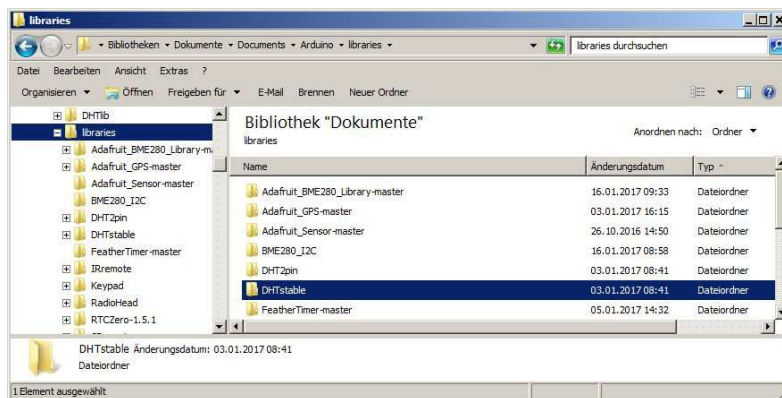 libraries
Bibliotheken Dokumente Documents Arduino libraries
libraries durchsuchen
Datei Bearbeiten Ansicht Extras ?
Organisieren Öffnen Freigeben für E-Mail Brennen Neuer Ordner
DHTlib
libraries
Adafruit_BME280_Library-m
Adafruit_GPS-master
Adafruit_Sensor-master
BME280_I2C
DHT2pin
DHTstable
FeatherTimer-master
IRremote
Keypad
RadioHead
RTCZero-1.5.1
Bibliothek "Dokumente"
libraries
Anordnen nach: Ordner
Name Änderungsdatum Typ
Adafruit_BME280_Library-master 16.01.2017 09:33 Dateiordner
Adafruit_GPS-master 03.01.2017 16:15 Dateiordner
Adafruit_Sensor-master 26.10.2016 14:50 Dateiordner
BME280_I2C 16.01.2017 08:58 Dateiordner
DHT2pin 03.01.2017 08:41 Dateiordner
DHTstable 03.01.2017 08:41 Dateiordner
FeatherTimer-master 05.01.2017 14:32 Dateiordner
DHTstable Änderungsdatum: 03.01.2017 08:41
Dateiordner
1 Element ausgewählt